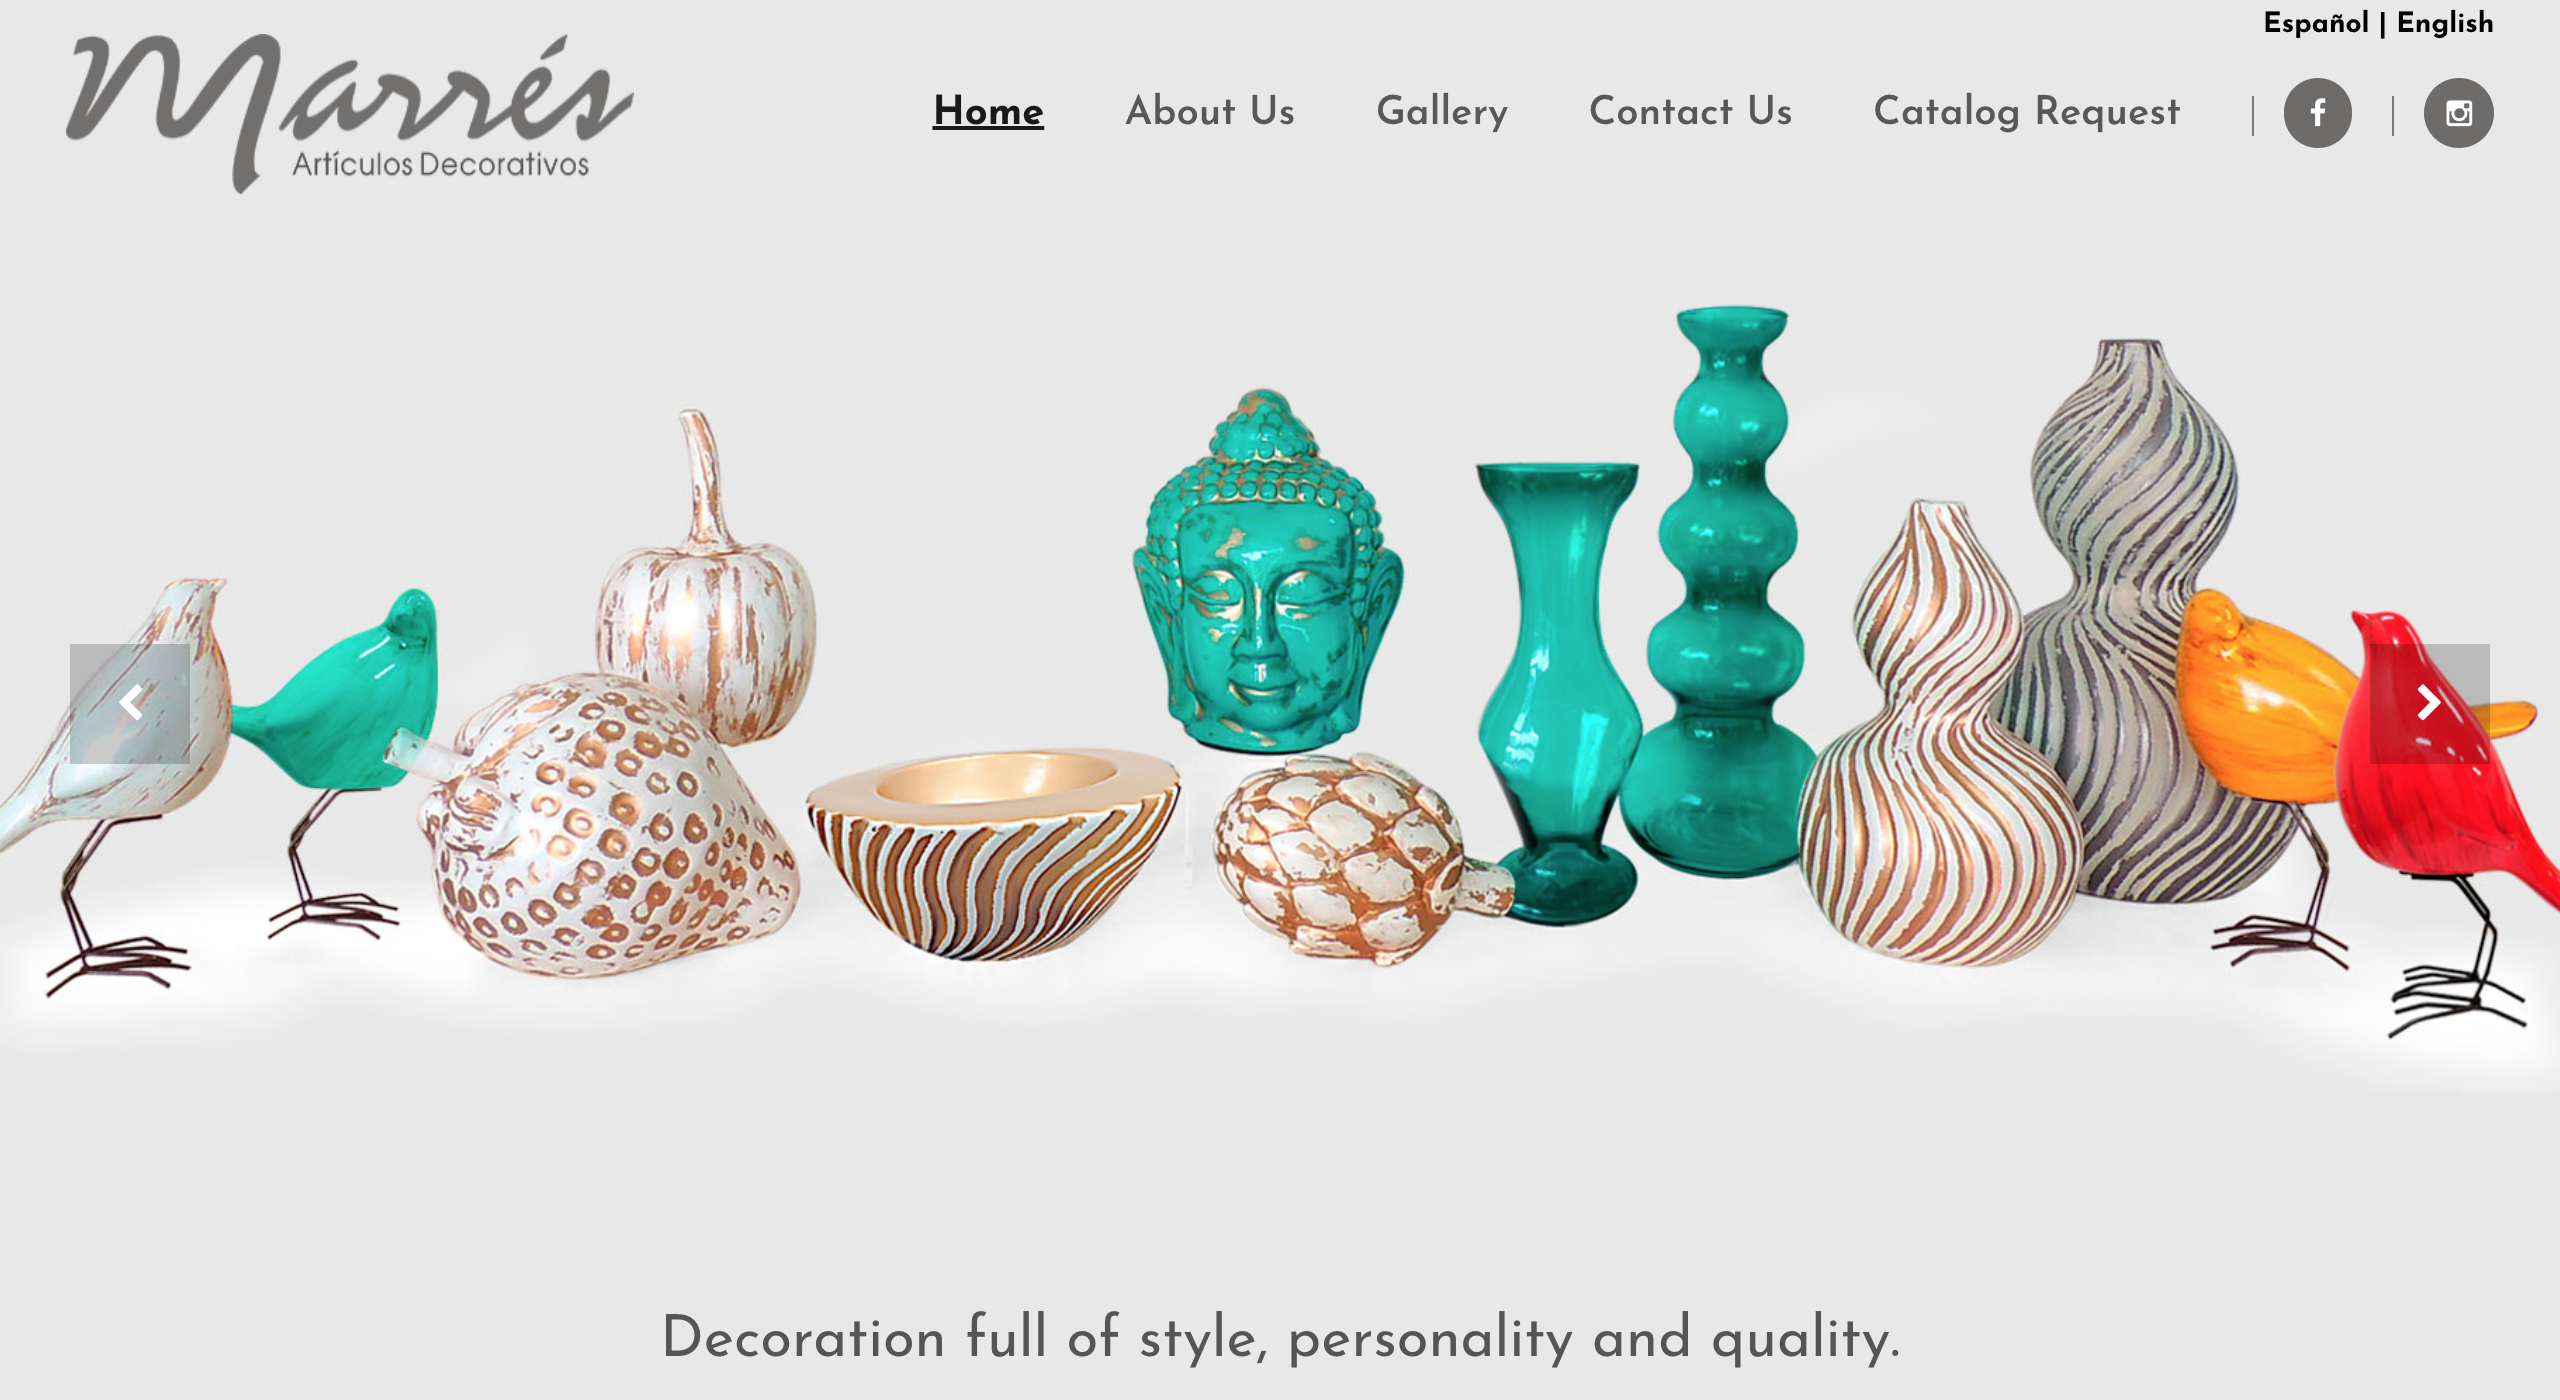 Español | English
Marrés
Artículos Decorativos
Home About Us Gallery Contact Us Catalog Request
Decoration full of style, personality and quality.